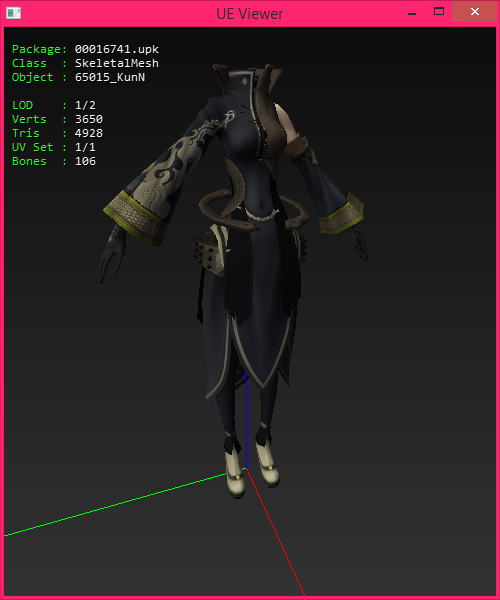 UE Viewer
Package: 00016741.upk
Class : SkeletalMesh
Object : 65015_KunN
LOD : 1/2
Verts : 3650
Tris : 4928
UV Set : 1/1
Bones : 106